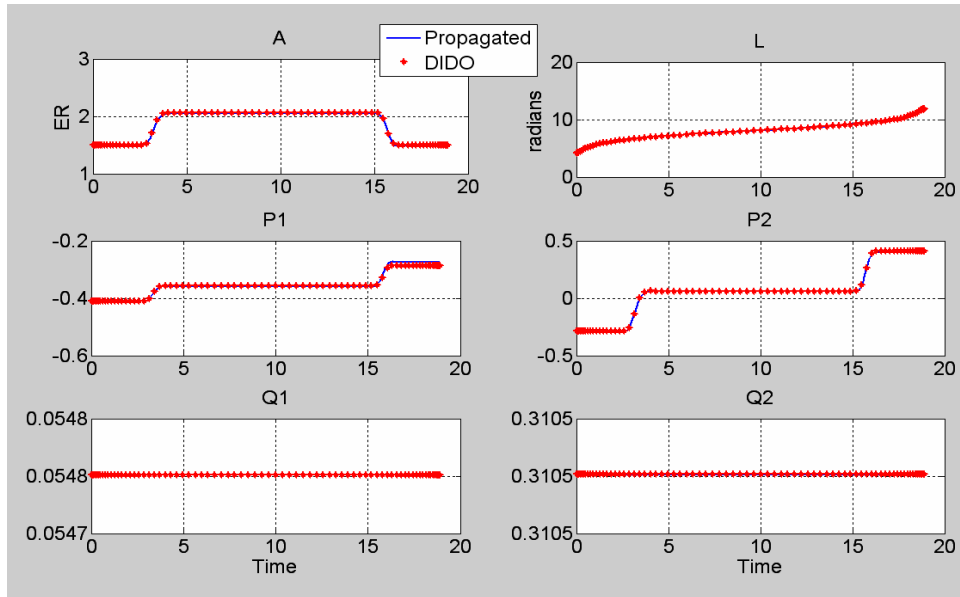 A
Propagated
DIDO
L
3
2
1
ER
0 5 10 15 20
20
10
0
radians
0 5 10 15 20
P1
-0.2
-0.4
-0.6
0 5 10 15 20
P2
0.5
0
-0.5
0 5 10 15 20
Q1
0.0548
0.0548
0.0547
0 5 10 15 20
Time
Q2
0.3105
0.3105
0.3105
0 5 10 15 20
Time